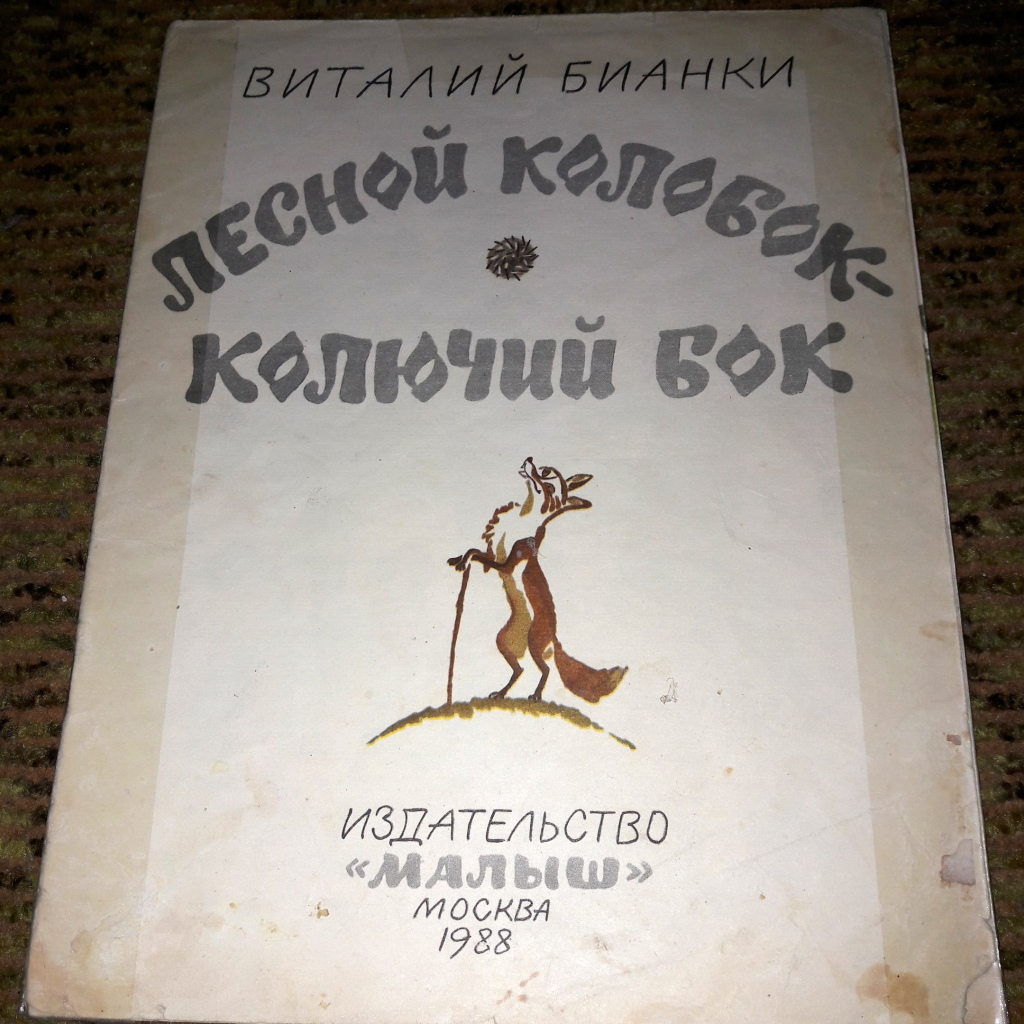 ВИТАЛИЙ БИАНКИ
ЛЕСНОЙ КОЛОБОК-
КОЛЮЧИЙ БОК
ИЗДАТЕЛЬСТВО
«МАЛЫШ»
МОСКВА
1988